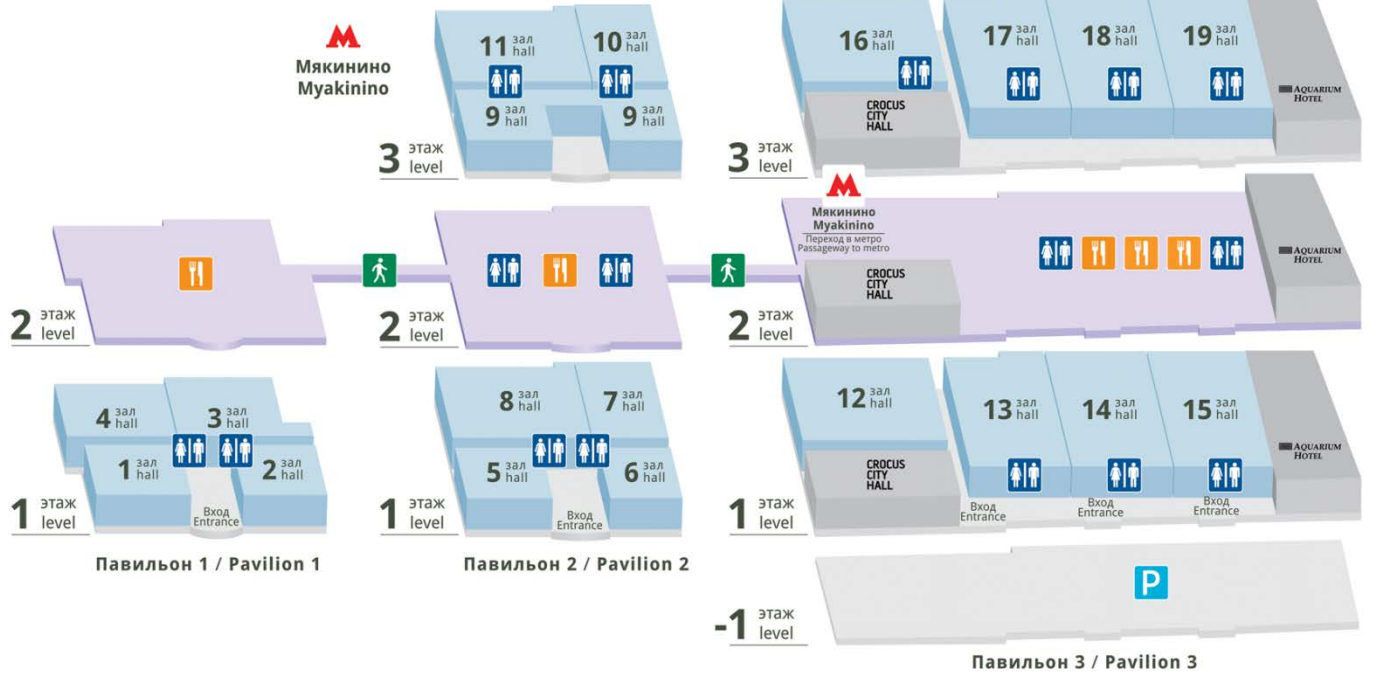 Мякинино
Myakinino
11 зал hall
10 зал hall
9 зал hall
9 зал hall
3 этаж level
16 зал hall
17 зал hall
18 зал hall
19 зал hall
CROCUS
CITY
HALL
AQUARIUM
HOTEL
3 этаж level
2 этаж level
2 этаж level
Мякинино
Myakinino
Переход в метро
Passageway to metro
CROCUS
CITY
HALL
AQUARIUM
HOTEL
2 этаж level
4 зал hall
3 зал hall
1 зал hall
2 зал hall
Вход
Entrance
1 этаж level
Павильон 1 / Pavilion 1
8 зал hall
7 зал hall
5 зал hall
6 зал hall
Вход
Entrance
1 этаж level
Павильон 2 / Pavilion 2
12 зал hall
13 зал hall
14 зал hall
15 зал hall
CROCUS
CITY
HALL
AQUARIUM
HOTEL
Вход
Entrance
Вход
Entrance
Вход
Entrance
1 этаж level
P
-1 этаж level
Павильон 3 / Pavilion 3